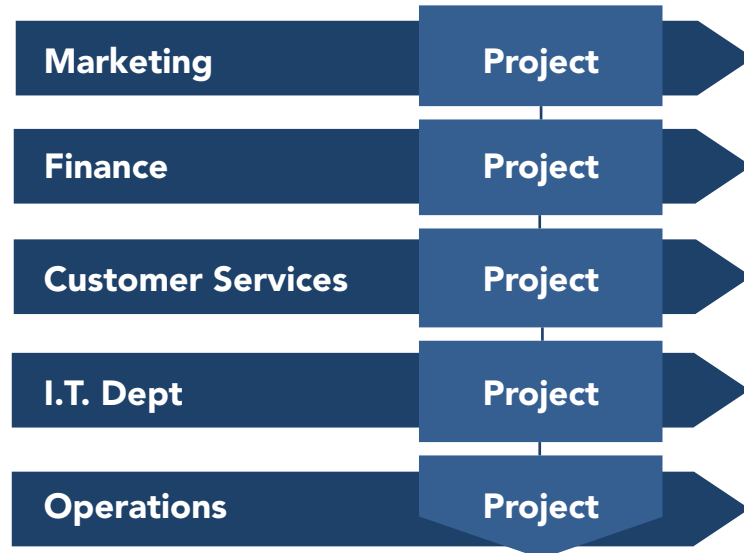 Marketing Project
Finance Project
Customer Services Project
I.T. Dept Project
Operations Project